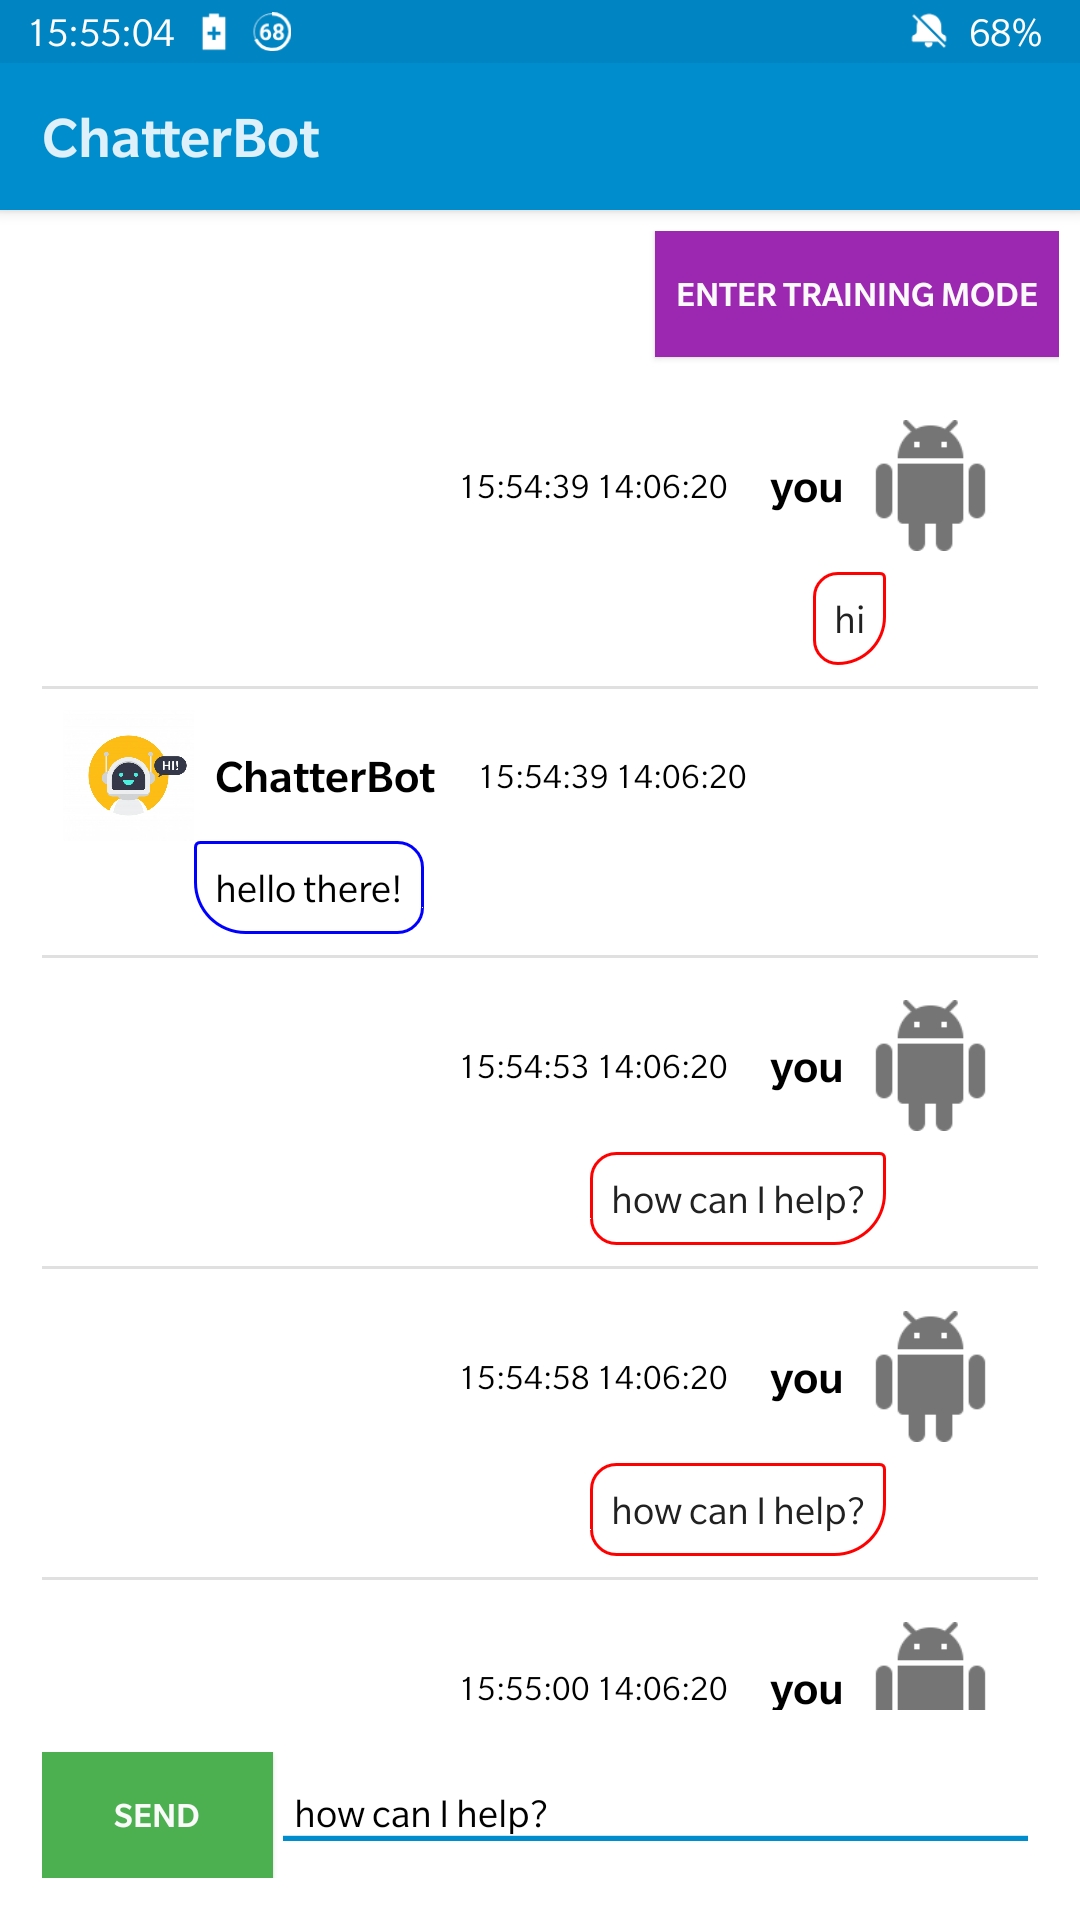 15:55:04 68 68%
ChatterBot
ENTER TRAINING MODE
15:54:39 14:06:20 you
hi
HI! ChatterBot 15:54:39 14:06:20
hello there!
15:54:53 14:06:20 you
how can I help?
15:54:58 14:06:20 you
how can I help?
15:55:00 14:06:20 you
SEND how can I help?